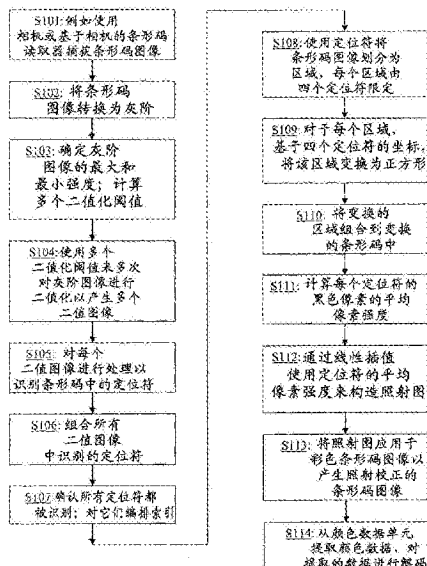 S101:例如使用
相机或基于相机的条形码
读取器捕获条形码图像
S102: 将条形码
图像转换为灰阶
S103: 确定灰阶
图像的最大和
最小强度；计算
多个二值化阈值
S104:使用多个
二值化阈值来多次
对灰阶图像进行
二值化以产生多个
二值图像
S105: 对每个
二值图像进行处理以
识别条形码中的定位符
S106: 组合所有
二值图像
中识别的定位符
S107:确认所有定位符都
被识别; 对它们编排索引
S108: 使用定位符将
条形码图像划分为
区域，每个区域由
四个定位符限定
S109: 对于每个区域，
基于四个定位符的坐标，
将该区域变换为正方形
S110: 将变换的
区域组合到变换
的条形码中
S111: 计算每个定位符的
黑色像素的平均
像素强度
S112: 通过线性插值
使用定位符的平均
像素强度来构造照射图
S113: 将照射图应用于
彩色条形码图像以
产生照射校正的
条形码图像
S114: 从颜色数据单元
提取颜色数据、对
提取的数据进行解码